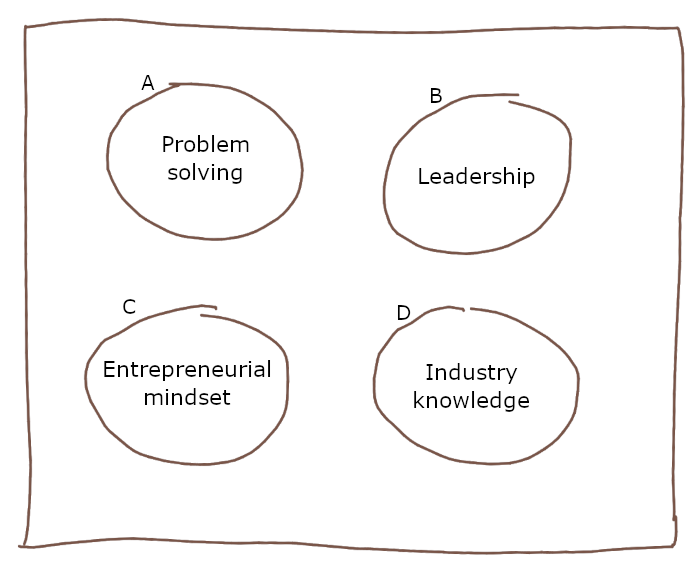 A
Problem
solving
B
Leadership
C
Entrepreneurial
mindset
D
Industry
knowledge